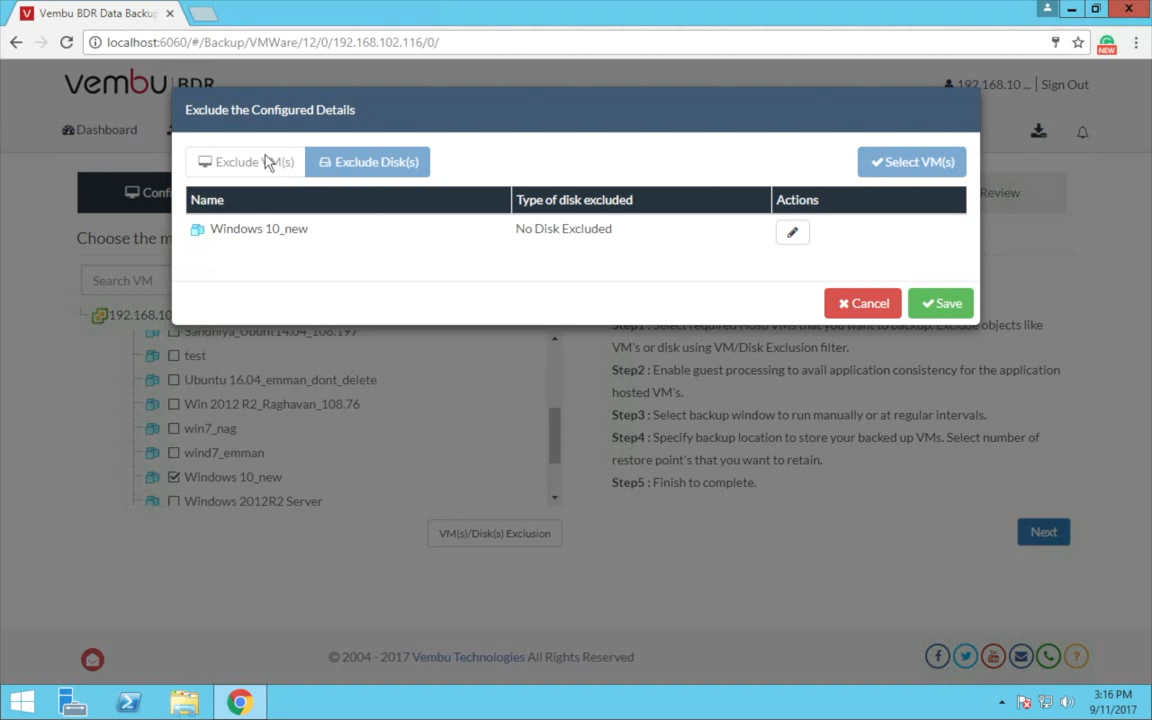 Vembu BDR Data Backup
localhost:6060/#/Backup/VMWare/12/0/192.168.102.116/0/
NEW
vembu BDR
192.168.10 ... | Sign Out
Dashboard
Exclude the Configured Details
Exclude VM(s)
Exclude Disk(s)
Select VM(s)
Name
Type of disk excluded
Actions
Windows 10_new
No Disk Excluded
Cancel
Save
Review
Choose the
Search VM
192.168.10
Sandhiya_Ubunt14.04_108.197
test
Ubuntu 16.04_emman_dont_delete
Win 2012 R2_Raghavan_108.76
win7_nag
wind7_emman
Windows 10_new
Windows 2012R2 Server
VM(s)/Disk(s) Exclusion
Step1 : Select required Host/VMs that you want to backup. Exclude objects like
VM's or disk using VM/Disk Exclusion filter.
Step2 : Enable guest processing to avail application consistency for the application
hosted VM's.
Step3 : Select backup window to run manually or at regular intervals.
Step4 : Specify backup location to store your backed up VMs. Select number of
restore point's that you want to retain.
Step5 : Finish to complete.
Next
© 2004 - 2017 Vembu Technologies All Rights Reserved
3:16 PM
9/11/2017